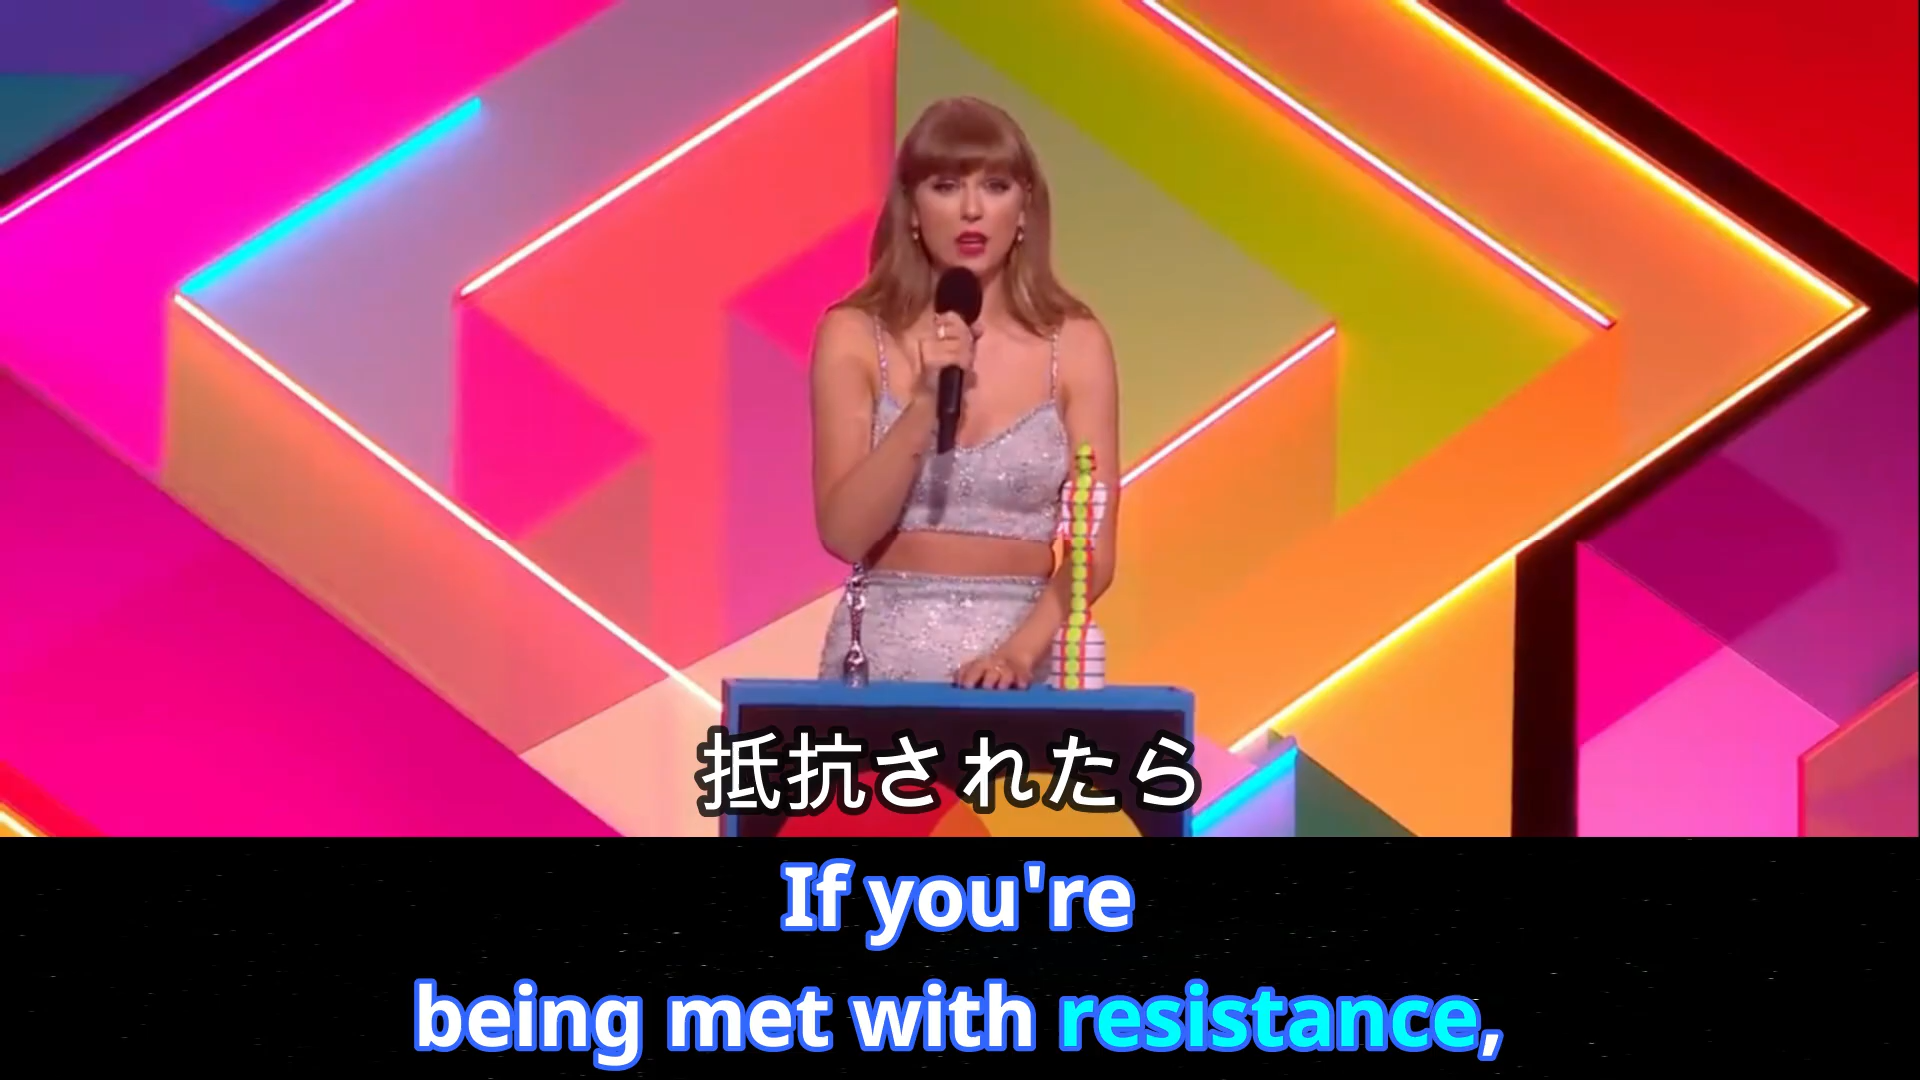 抵抗されたら
If you're
being met with resistance,